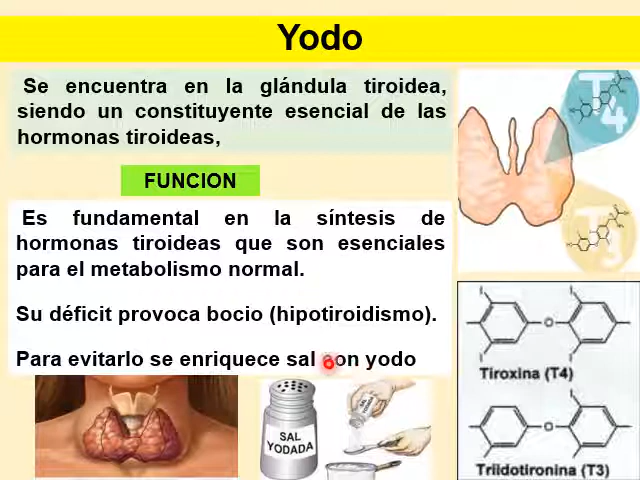 Yodo
Se encuentra en la glándula tiroidea,
siendo un constituyente esencial de las
hormonas tiroideas,
T4
FUNCION
T3
Es fundamental en la síntesis de
hormonas tiroideas que son esenciales
para el metabolismo normal.
Su déficit provoca bocio (hipotiroidismo).
Para evitarlo se enriquece sal con yodo
SAL
YODADA
SAL
YODADA
I
I
O
I
I
Tiroxina (T4)
I
O
I
Triidotironina (T3)